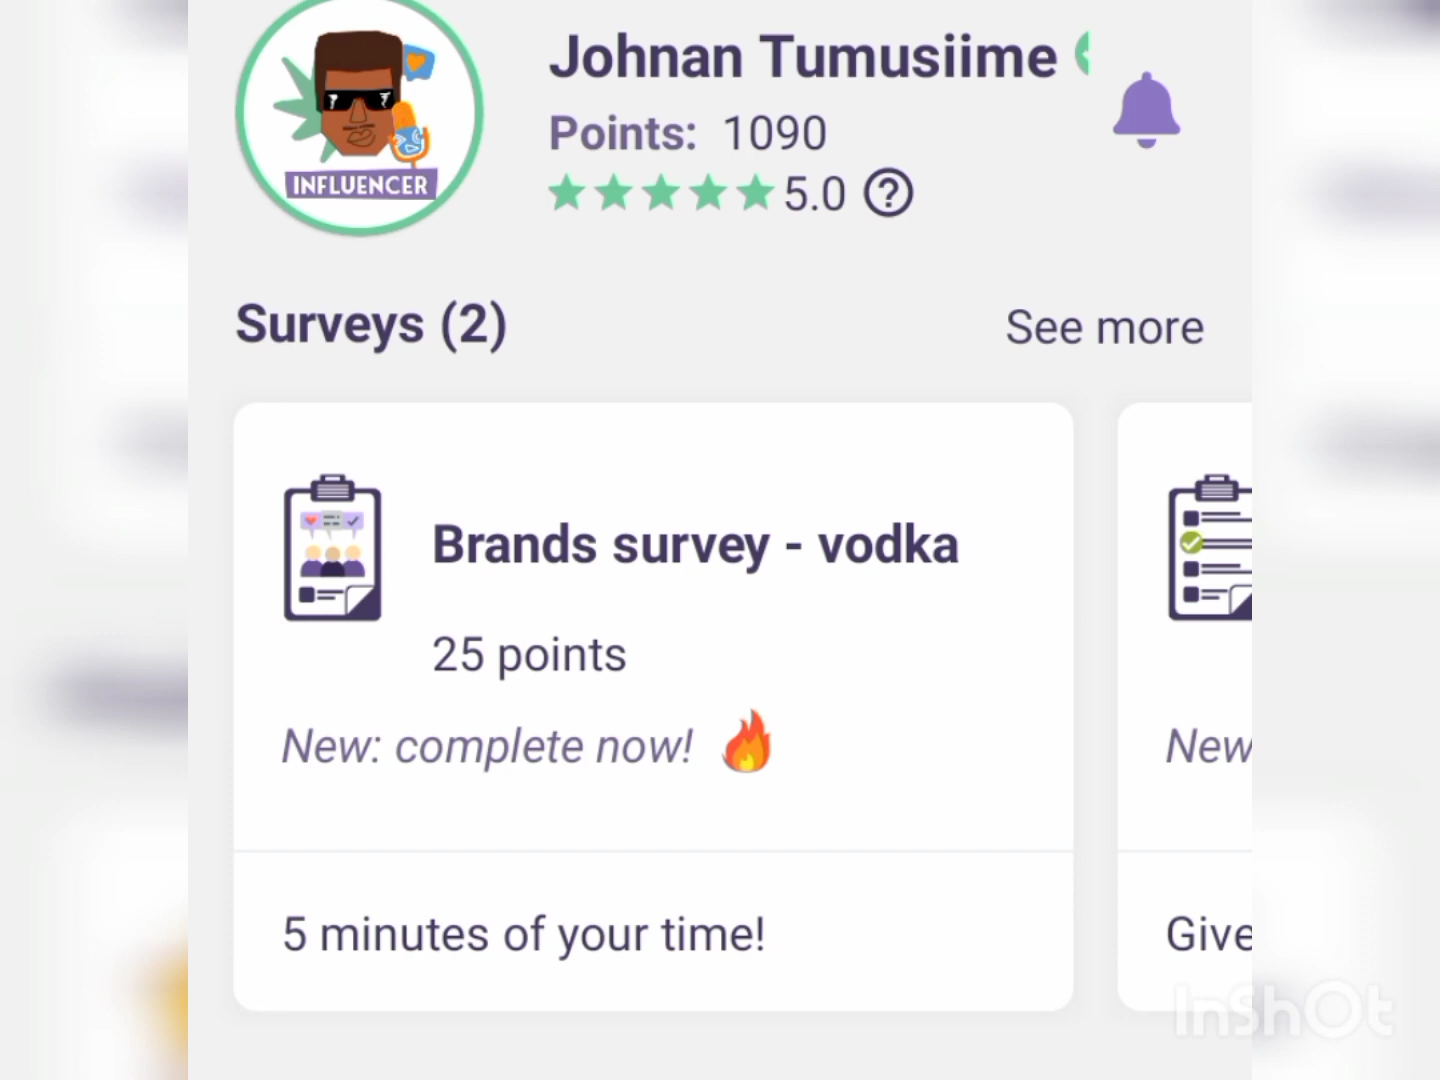 INFLUENCER
Johnan Tumusiime
Points: 1090
5.0 ?
Surveys (2)
See more
Brands survey - vodka
25 points
New: complete now!
5 minutes of your time!
New
Give
InShOt